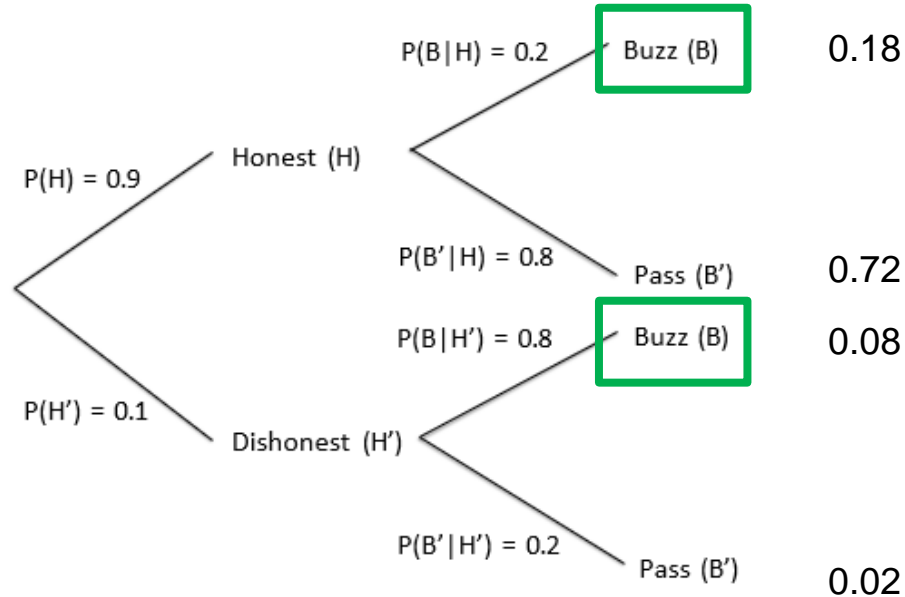 P(B|H) = 0.2
Buzz (B)
0.18
Honest (H)
P(H) = 0.9
P(B′|H) = 0.8
Pass (B′)
0.72
P(B|H′) = 0.8
Buzz (B)
0.08
P(H′) = 0.1
Dishonest (H′)
P(B′|H′) = 0.2
Pass (B′)
0.02